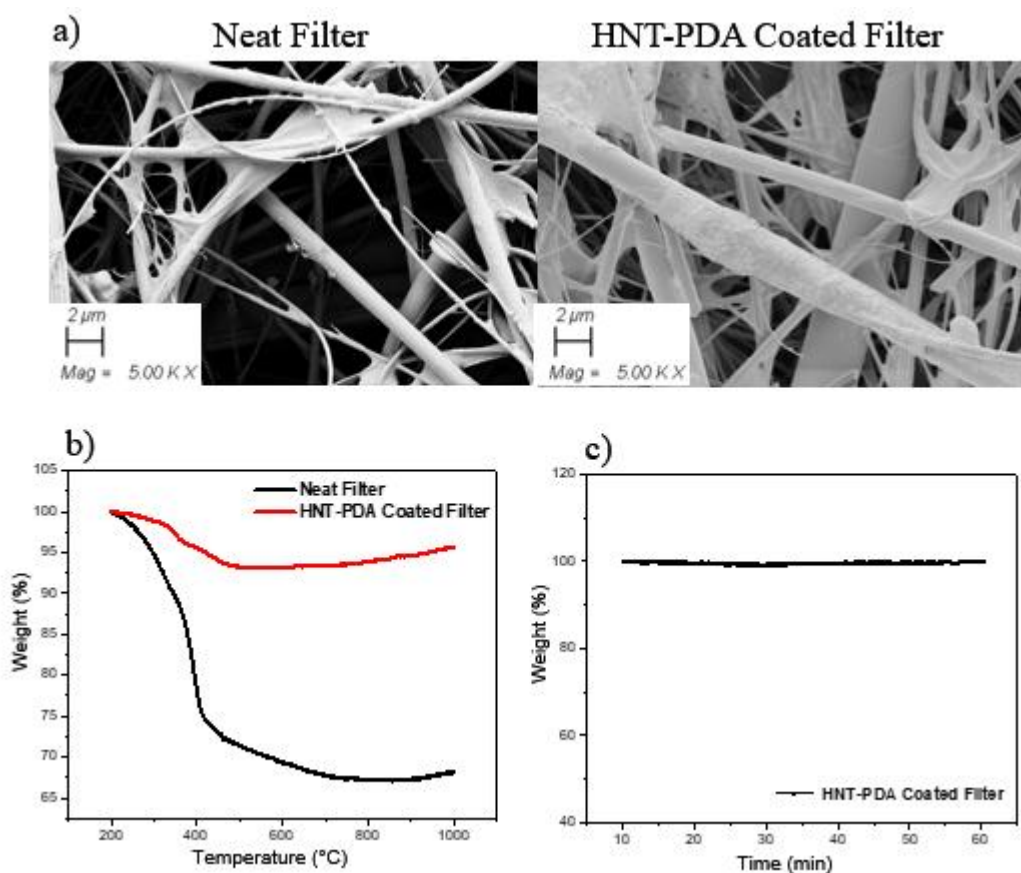 a)
Neat Filter
HNT-PDA Coated Filter
2 µm
Mag = 5.00 K X
2 µm
Mag = 5.00 K X
b)
105
100
95
90
85
80
75
70
65
Weight (%)
Neat Filter
HNT-PDA Coated Filter
200
400
600
800
1000
Temperature (°C)
c)
120
100
80
60
40
Weight (%)
HNT-PDA Coated Filter
10
20
30
40
50
60
Time (min)